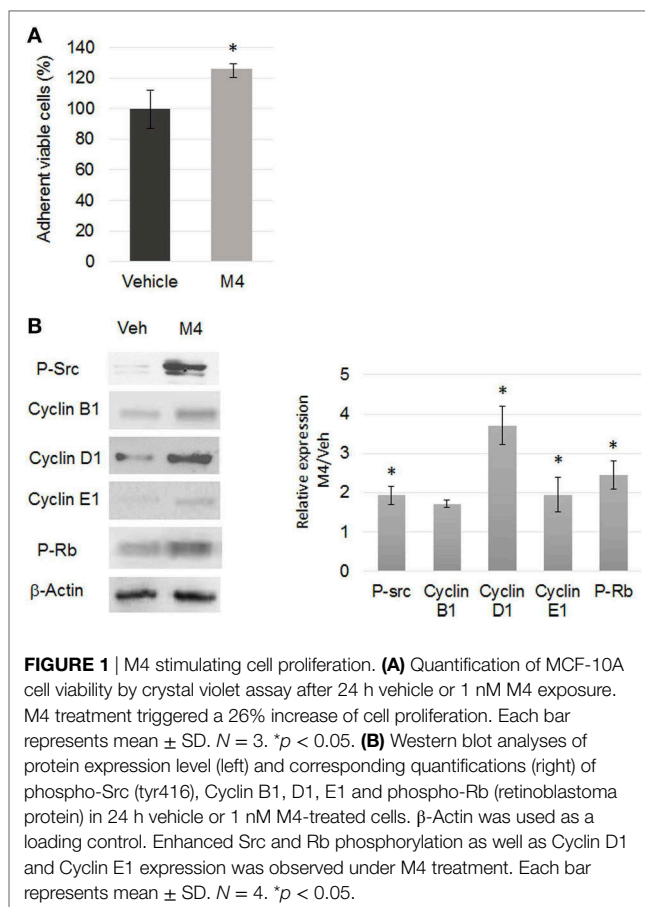 A
140
120
100
80
60
40
20
0
Adherent viable cells (%)
*
Vehicle
M4
B
Veh
M4
P-Src
Cyclin B1
Cyclin D1
Cyclin E1
P-Rb
β-Actin
Relative expression
M4/Veh
5
4
3
2
1
0
*
*
*
*
P-src
Cyclin
B1
Cyclin
D1
Cyclin
E1
P-Rb
FIGURE 1 | M4 stimulating cell proliferation. (A) Quantification of MCF-10A
cell viability by crystal violet assay after 24 h vehicle or 1 nM M4 exposure.
M4 treatment triggered a 26% increase of cell proliferation. Each bar
represents mean ± SD. N = 3. *p < 0.05. (B) Western blot analyses of
protein expression level (left) and corresponding quantifications (right) of
phospho-Src (tyr416), Cyclin B1, D1, E1 and phospho-Rb (retinoblastoma
protein) in 24 h vehicle or 1 nM M4-treated cells. β-Actin was used as a
loading control. Enhanced Src and Rb phosphorylation as well as Cyclin D1
and Cyclin E1 expression was observed under M4 treatment. Each bar
represents mean ± SD. N = 4. *p < 0.05.